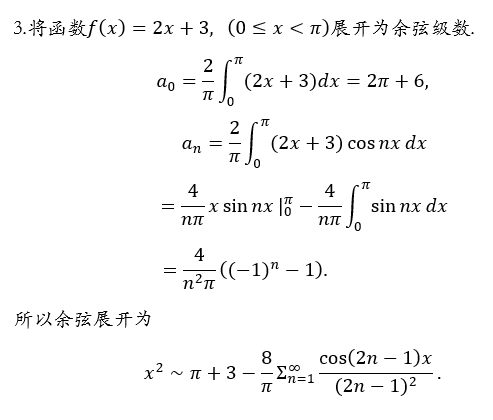 3.将函数f(x) = 2x + 3, (0 ≤ x < π)展开为余弦级数.
a₀ = 2/π ∫₀^π (2x + 3)dx = 2π + 6,
aₙ = 2/π ∫₀^π (2x + 3) cos nx dx
= 4/(nπ) x sin nx |₀^π − 4/(nπ) ∫₀^π sin nx dx
= 4/(n²π) ((−1)ⁿ − 1).
所以余弦展开为
x² ~ π + 3 − 8/π Σ_{n=1}^∞ cos(2n − 1)x/(2n − 1)² .